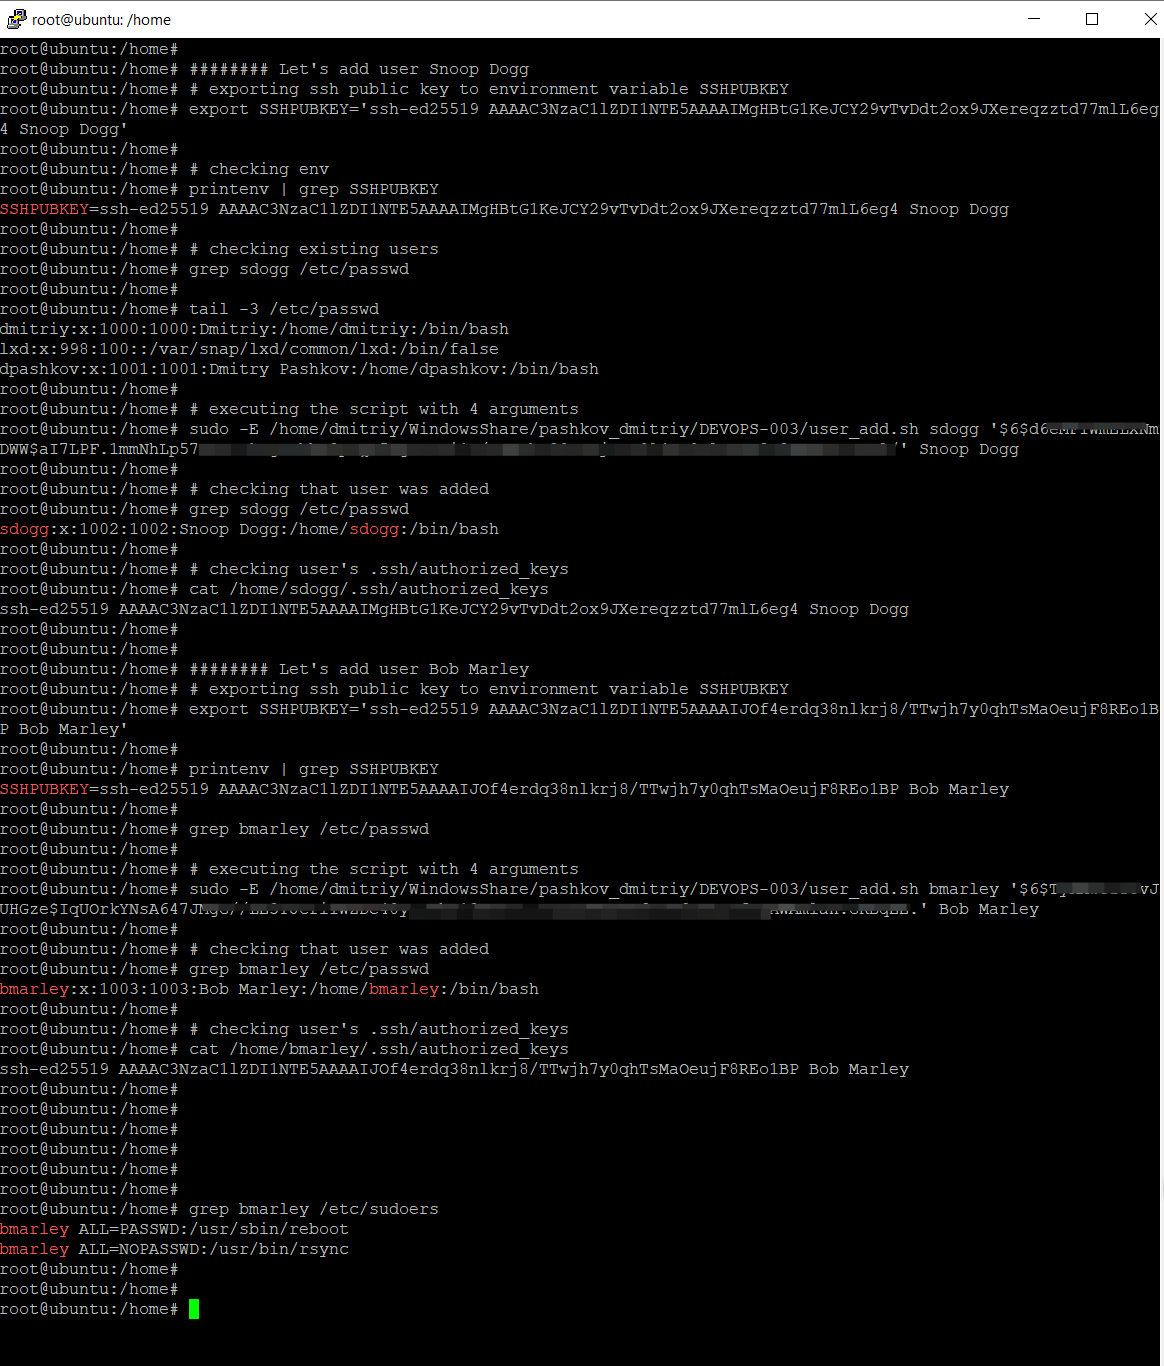 root@ubuntu: /home
root@ubuntu:/home#
root@ubuntu:/home# ######## Let's add user Snoop Dogg
root@ubuntu:/home# # exporting ssh public key to environment variable SSHPUBKEY
root@ubuntu:/home# export SSHPUBKEY='ssh-ed25519 AAAAC3NzaC1lZDI1NTE5AAAAIMgHBtG1KeJCY29vTvDdt2ox9JXereqzztd77mlL6eg
4 Snoop Dogg'
root@ubuntu:/home#
root@ubuntu:/home# # checking env
root@ubuntu:/home# printenv | grep SSHPUBKEY
SSHPUBKEY=ssh-ed25519 AAAAC3NzaC1lZDI1NTE5AAAAIMgHBtG1KeJCY29vTvDdt2ox9JXereqzztd77mlL6eg4 Snoop Dogg
root@ubuntu:/home#
root@ubuntu:/home# # checking existing users
root@ubuntu:/home# grep sdogg /etc/passwd
root@ubuntu:/home#
root@ubuntu:/home# tail -3 /etc/passwd
dmitriy:x:1000:1000:Dmitriy:/home/dmitriy:/bin/bash
lxd:x:998:100::/var/snap/lxd/common/lxd:/bin/false
dpashkov:x:1001:1001:Dmitry Pashkov:/home/dpashkov:/bin/bash
root@ubuntu:/home#
root@ubuntu:/home# # executing the script with 4 arguments
root@ubuntu:/home# sudo -E /home/dmitriy/WindowsShare/pashkov_dmitriy/DEVOPS-003/user_add.sh sdogg '$6$d6
DWW$aI7LPF.1mmNhLp57 /' Snoop Dogg
root@ubuntu:/home#
root@ubuntu:/home# # checking that user was added
root@ubuntu:/home# grep sdogg /etc/passwd
sdogg:x:1002:1002:Snoop Dogg:/home/sdogg:/bin/bash
root@ubuntu:/home#
root@ubuntu:/home# # checking user's .ssh/authorized_keys
root@ubuntu:/home# cat /home/sdogg/.ssh/authorized_keys
ssh-ed25519 AAAAC3NzaC1lZDI1NTE5AAAAIMgHBtG1KeJCY29vTvDdt2ox9JXereqzztd77mlL6eg4 Snoop Dogg
root@ubuntu:/home#
root@ubuntu:/home#
root@ubuntu:/home# ######## Let's add user Bob Marley
root@ubuntu:/home# # exporting ssh public key to environment variable SSHPUBKEY
root@ubuntu:/home# export SSHPUBKEY='ssh-ed25519 AAAAC3NzaC1lZDI1NTE5AAAAIJOf4erdq38nlkrj8/TTwjh7y0qhTsMaOeujF8REo1B
P Bob Marley'
root@ubuntu:/home#
root@ubuntu:/home# printenv | grep SSHPUBKEY
SSHPUBKEY=ssh-ed25519 AAAAC3NzaC1lZDI1NTE5AAAAIJOf4erdq38nlkrj8/TTwjh7y0qhTsMaOeujF8REo1BP Bob Marley
root@ubuntu:/home#
root@ubuntu:/home# grep bmarley /etc/passwd
root@ubuntu:/home#
root@ubuntu:/home# # executing the script with 4 arguments
root@ubuntu:/home# sudo -E /home/dmitriy/WindowsShare/pashkov_dmitriy/DEVOPS-003/user_add.sh bmarley '$6$T vJ
UHGze$IqUOrkYNsA647J .' Bob Marley
root@ubuntu:/home#
root@ubuntu:/home# # checking that user was added
root@ubuntu:/home# grep bmarley /etc/passwd
bmarley:x:1003:1003:Bob Marley:/home/bmarley:/bin/bash
root@ubuntu:/home#
root@ubuntu:/home# # checking user's .ssh/authorized_keys
root@ubuntu:/home# cat /home/bmarley/.ssh/authorized_keys
ssh-ed25519 AAAAC3NzaC1lZDI1NTE5AAAAIJOf4erdq38nlkrj8/TTwjh7y0qhTsMaOeujF8REo1BP Bob Marley
root@ubuntu:/home#
root@ubuntu:/home#
root@ubuntu:/home#
root@ubuntu:/home#
root@ubuntu:/home#
root@ubuntu:/home#
root@ubuntu:/home# grep bmarley /etc/sudoers
bmarley ALL=PASSWD:/usr/sbin/reboot
bmarley ALL=NOPASSWD:/usr/bin/rsync
root@ubuntu:/home#
root@ubuntu:/home#
root@ubuntu:/home#